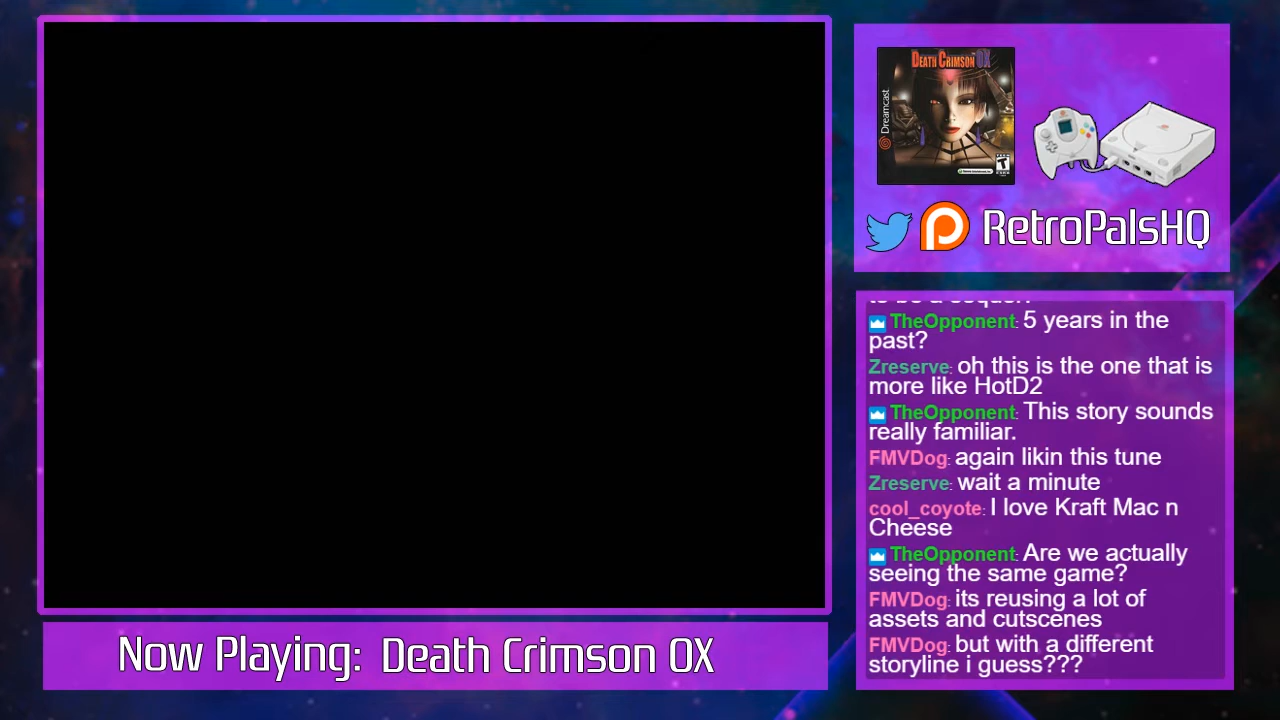 DEATH CRIMSON OX
Dreamcast
RetroPalsHQ
TheOpponent: 5 years in the
past?
Zreserve: oh this is the one that is
more like HotD2
TheOpponent: This story sounds
really familiar.
FMVDog: again likin this tune
Zreserve: wait a minute
cool_coyote: I love Kraft Mac n
Cheese
TheOpponent: Are we actually
seeing the same game?
FMVDog: its reusing a lot of
assets and cutscenes
FMVDog: but with a different
storyline i guess???
Now Playing: Death Crimson OX